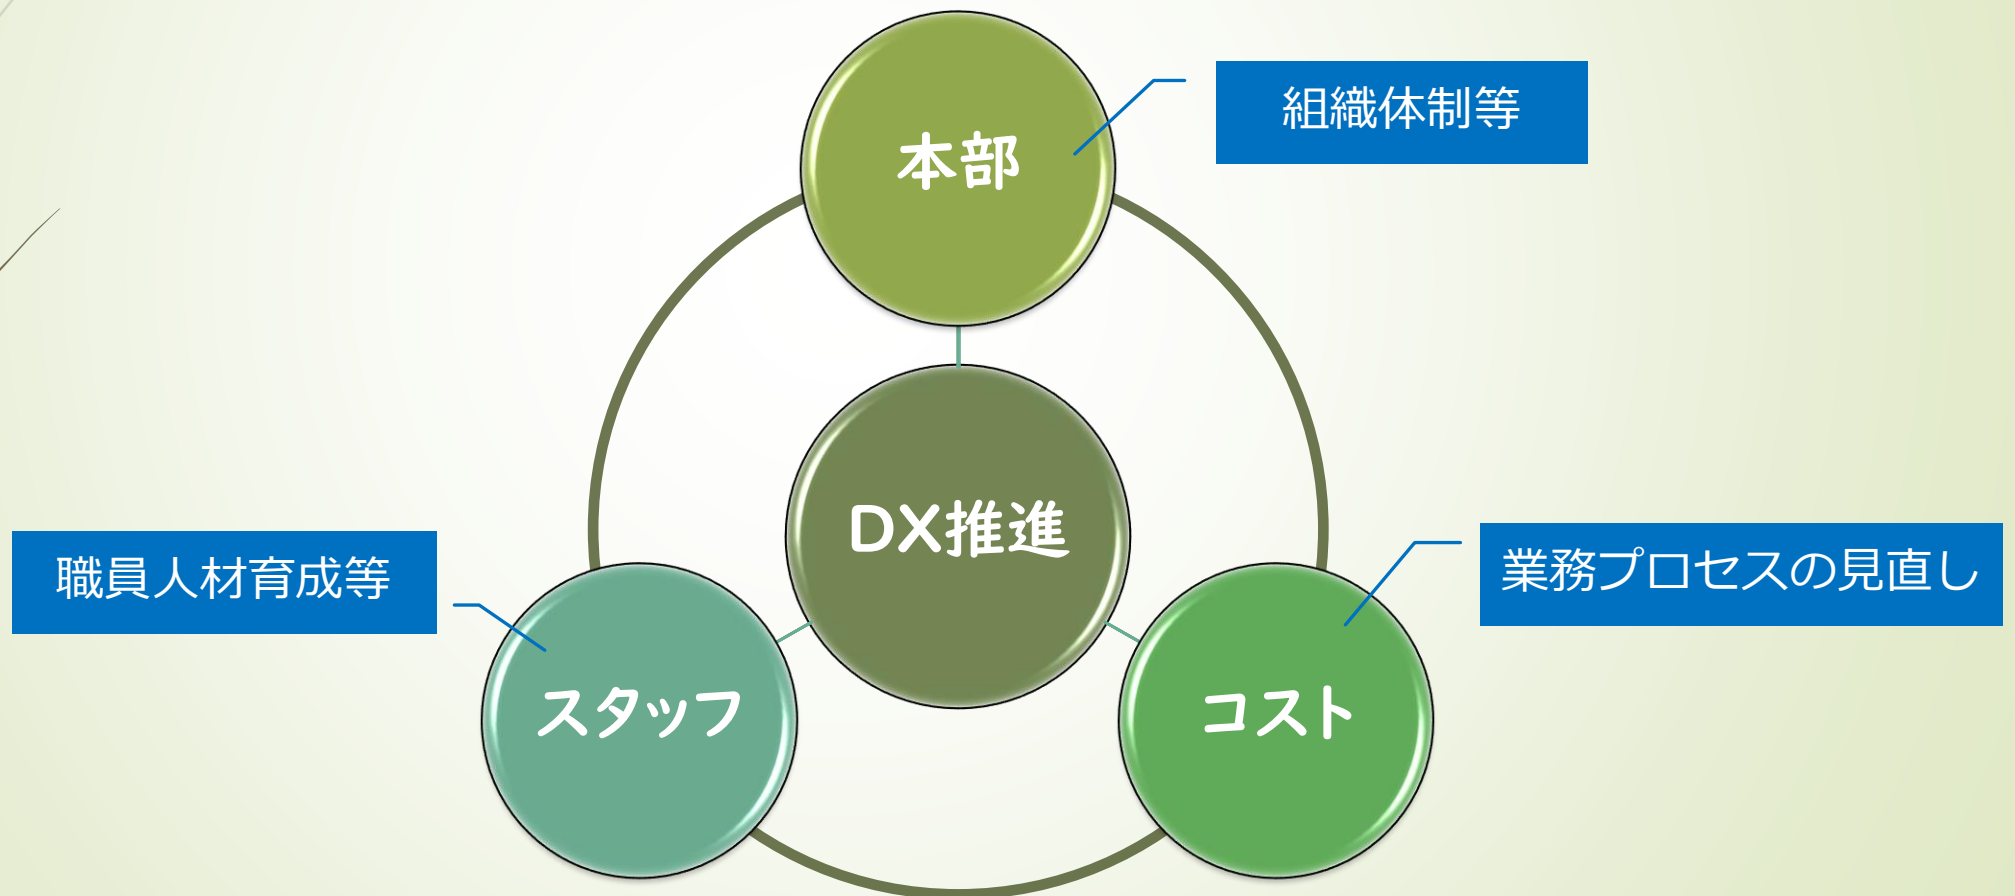 本部
組織体制等
DX推進
職員人材育成等
業務プロセスの見直し
スタッフ
コスト